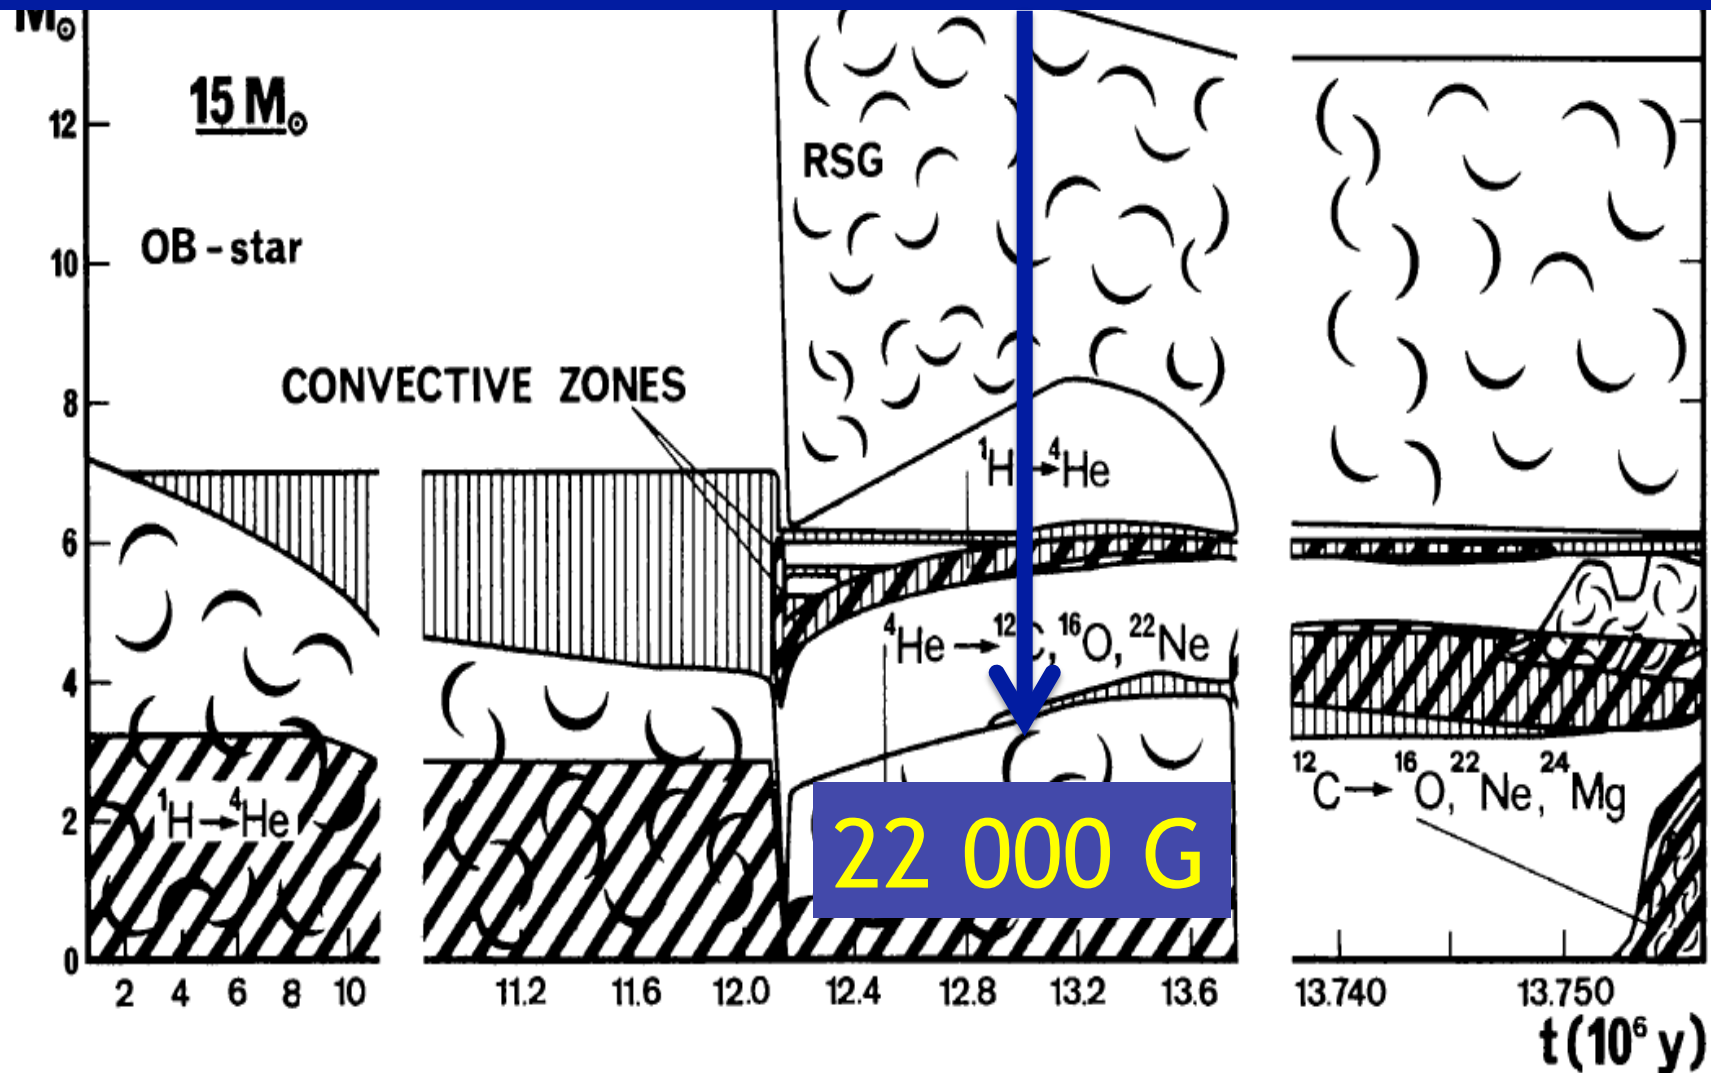 M☉
15 M☉
12
RSG
OB-star
10
CONVECTIVE ZONES
8
¹H→⁴He
6
⁴He→¹²C, ¹⁶O, ²²Ne
4
¹²C→¹⁶O, ²²Ne, ²⁴Mg
¹H→⁴He
2
22 000 G
0
2 4 6 8 10 11.2 11.6 12.0 12.4 12.8 13.2 13.6 13.740 13.750
t(10⁶ y)